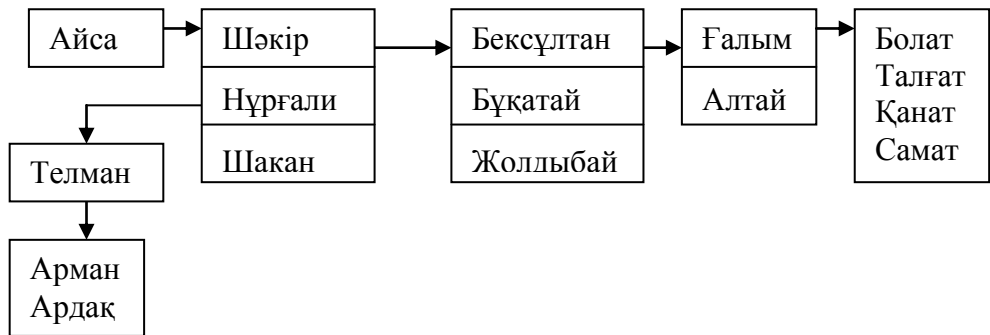 Айса
Шәкір
Нұрғали
Шакан
Бексұлтан
Бұқатай
Жолдыбай
Ғалым
Алтай
Болат
Талғат
Қанат
Самат
Телман
Арман
Ардақ